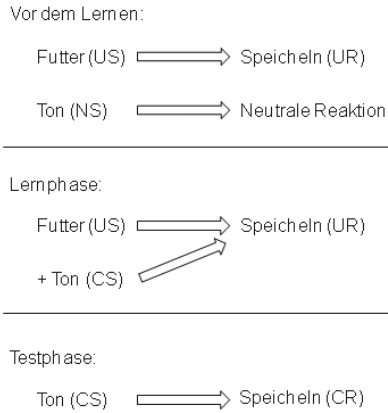 Vor dem Lernen:
Futter (US) Speicheln (UR)
Ton (NS) Neutrale Reaktion
Lernphase:
Futter (US) Speicheln (UR)
+ Ton (CS)
Testphase:
Ton (CS) Speicheln (CR)